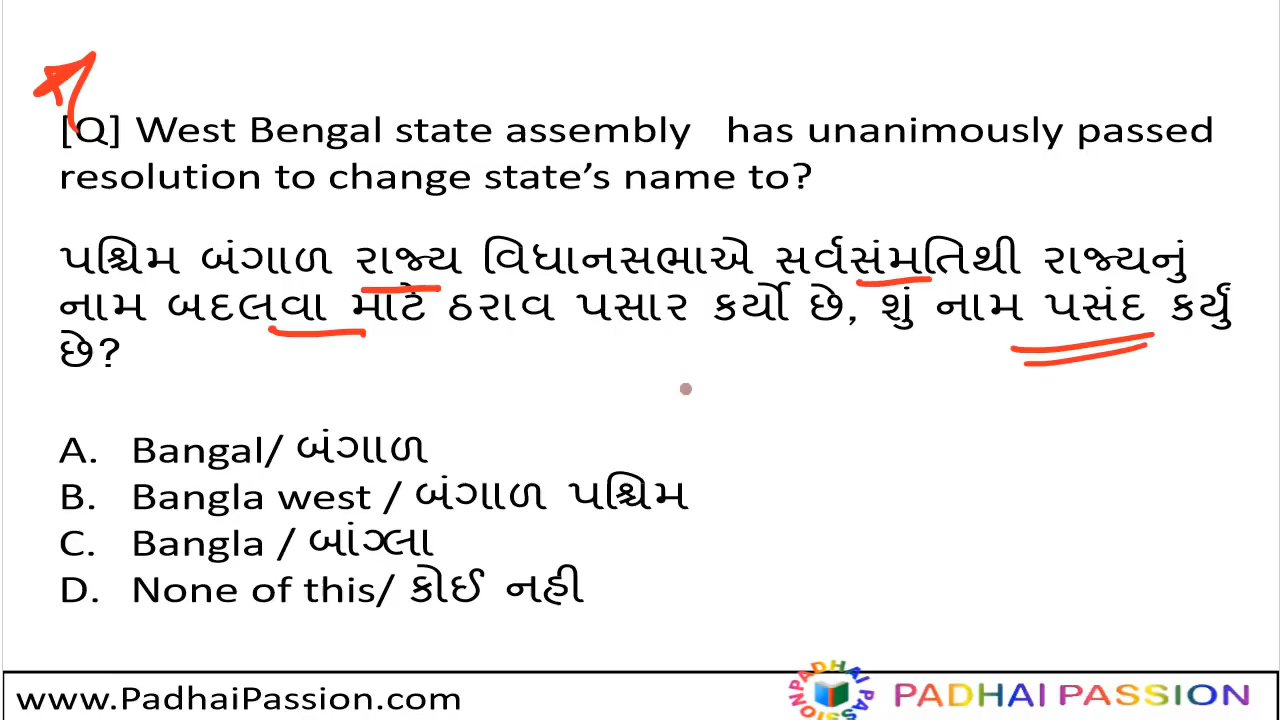 [Q] West Bengal state assembly has unanimously passed
resolution to change state's name to?
પશ્ચિમ બંગાળ રાજ્ય વિધાનસભાએ સર્વસંમતિથી રાજ્યનું
નામ બદલવા માટે ઠરાવ પસાર કર્યો છે, શું નામ પસંદ કર્યું
છે?
A. Bangal/ બંગાળ
B. Bangla west / બંગાળ પશ્ચિમ
C. Bangla / બાંગ્લા
D. None of this/ કોઈ નહી
www.PadhaiPassion.com
PADHAI PASSION
PADHAI PASSION